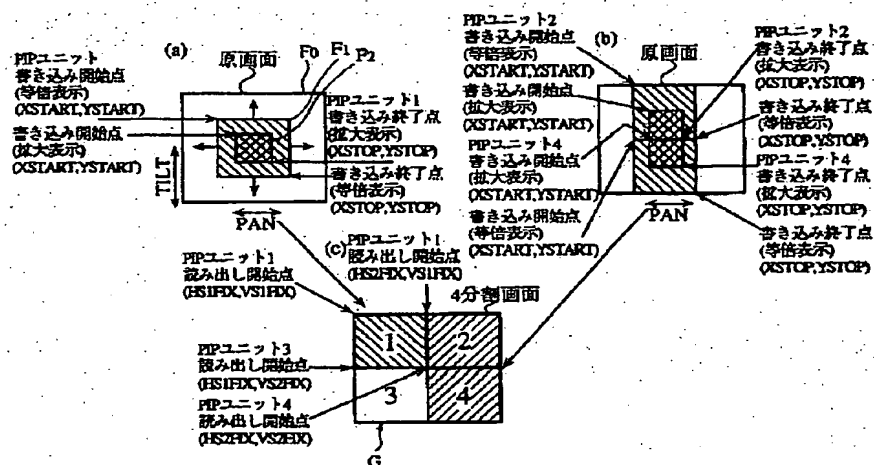 (a)
原画面
F0
F1
P2
PIPユニット
書き込み開始点
(等倍表示)
(XSTART,YSTART)
書き込み開始点
(拡大表示)
(XSTART,YSTART)
TILT
PAN
PIPユニット1
書き込み終了点
(拡大表示)
(XSTOP,YSTOP)
書き込み終了点
(等倍表示)
(XSTOP,YSTOP)
(b)
原画面
PIPユニット2
書き込み開始点
(等倍表示)
(XSTART,YSTART)
書き込み開始点
(拡大表示)
(XSTART,YSTART)
PIPユニット4
書き込み開始点
(拡大表示)
(XSTART,YSTART)
書き込み開始点
(等倍表示)
(XSTART,YSTART)
PAN
PIPユニット2
書き込み終了点
(拡大表示)
(XSTOP,YSTOP)
書き込み終了点
(等倍表示)
(XSTOP,YSTOP)
PIPユニット4
書き込み終了点
(拡大表示)
(XSTOP,YSTOP)
書き込み終了点
(等倍表示)
(XSTOP,YSTOP)
(c)
PIPユニット1
読み出し開始点
(HS2FIX,VS1FIX)
PIPユニット1
読み出し開始点
(HS1FIX,VS1FIX)
4分割画面
1
2
3
4
PIPユニット3
読み出し開始点
(HS1FIX,VS2FIX)
PIPユニット4
読み出し開始点
(HS2FIX,VS2FIX)
G